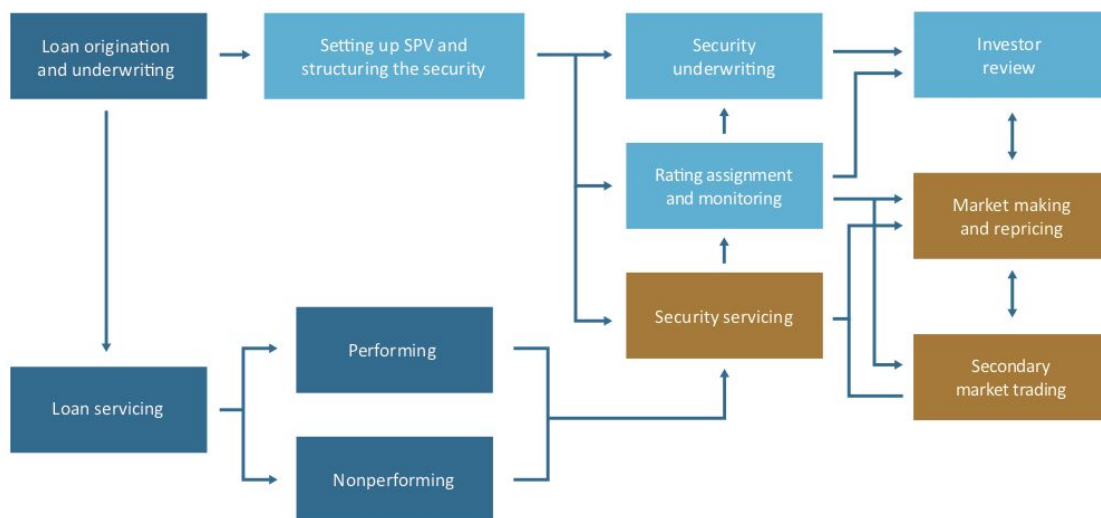 Loan origination
and underwriting
Setting up SPV and
structuring the security
Security
underwriting
Investor
review
Rating assignment
and monitoring
Market making
and repricing
Security servicing
Performing
Secondary
market trading
Loan servicing
Nonperforming